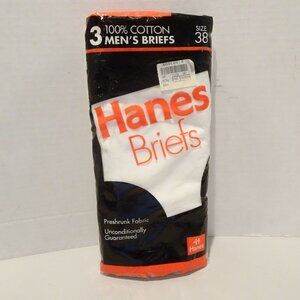 3 100% COTTON
MEN'S BRIEFS
SIZE
38
Hanes
Briefs
Preshrunk Fabric
Unconditionally
Guaranteed
H
Hanes